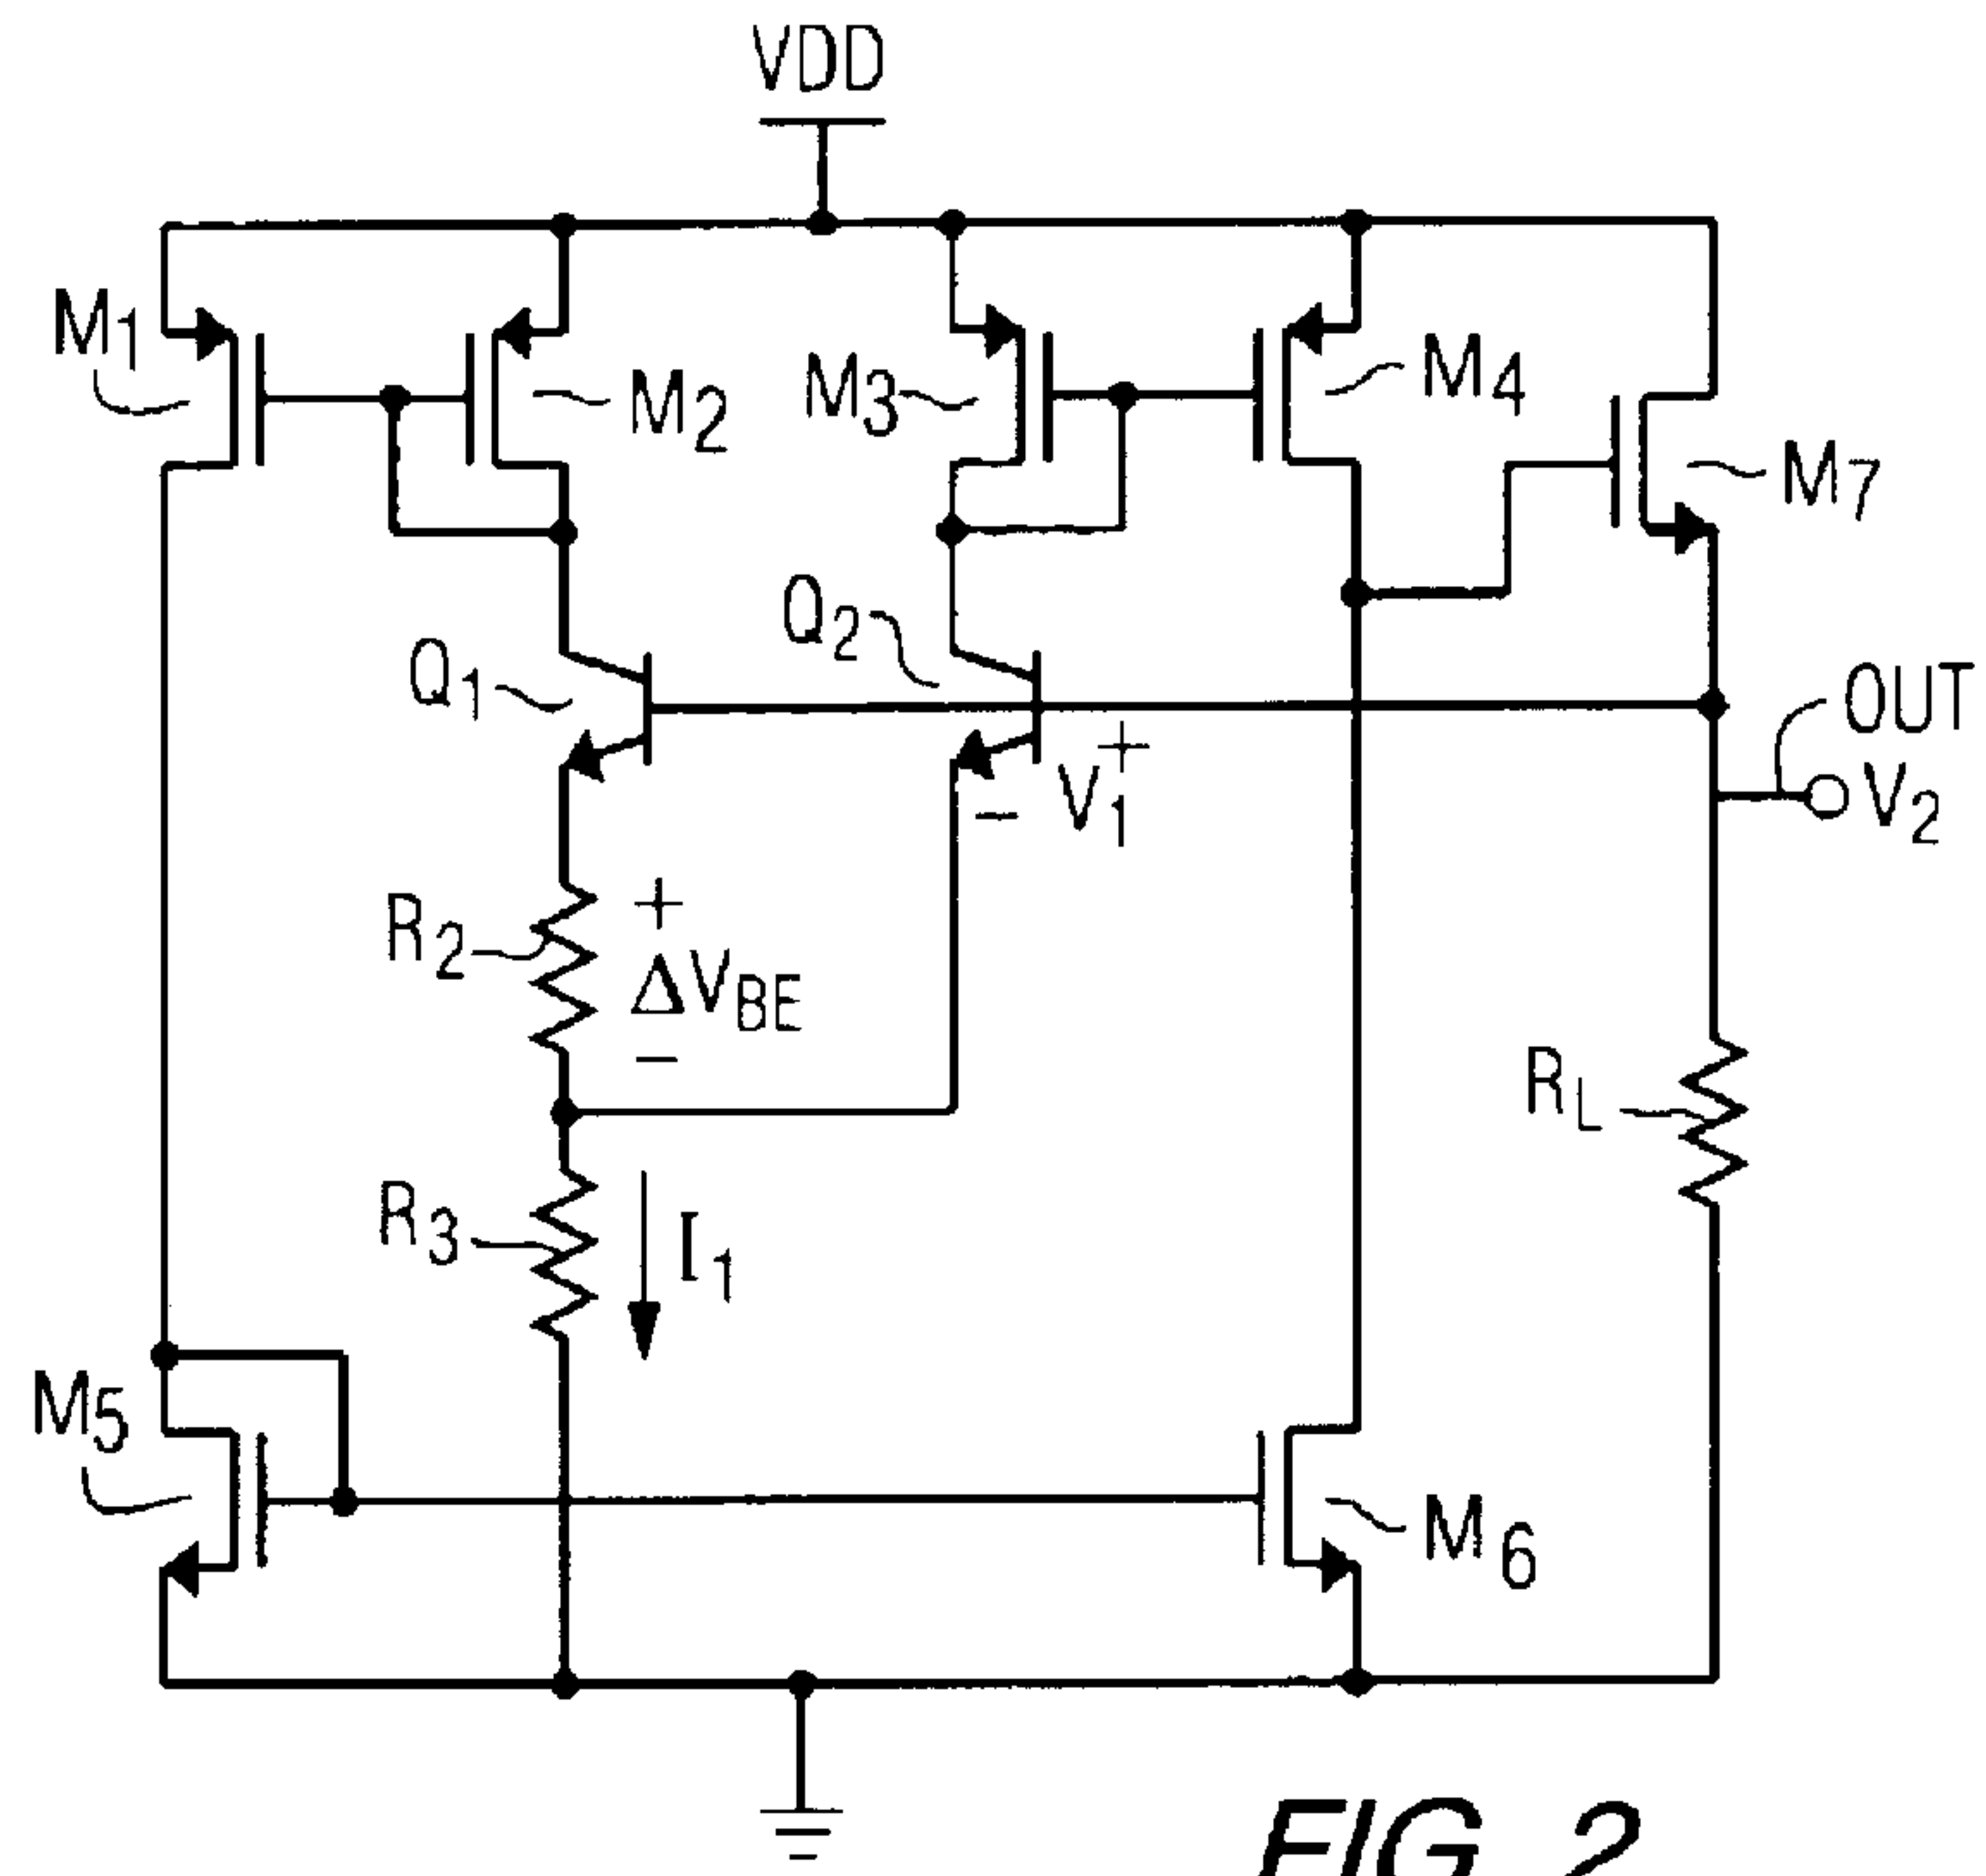 VDD
M1
M2
M3
M4
M7
Q1
Q2
V1
+
-
OUT
V2
R2
+
ΔVBE
-
RL
R3
I1
M5
M6
FIG. 2